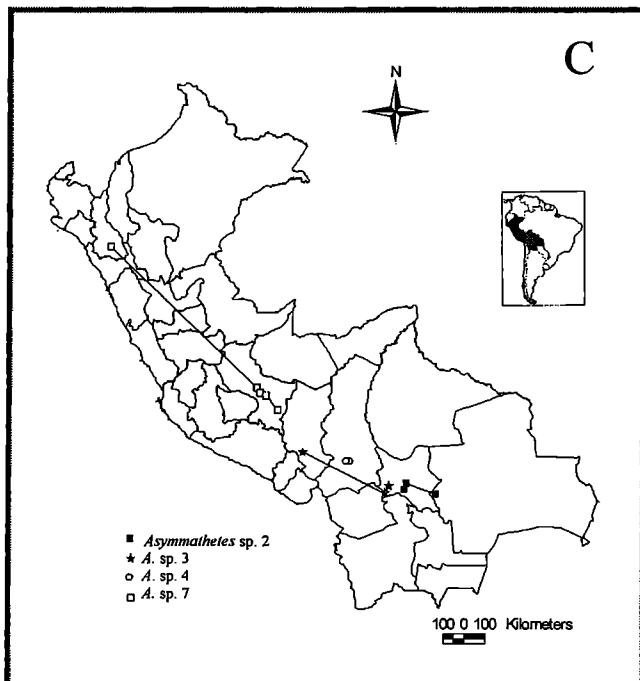 C
N
Asymmathetes sp. 2
A. sp. 3
A. sp. 4
A. sp. 7
100 0 100 Kilometers